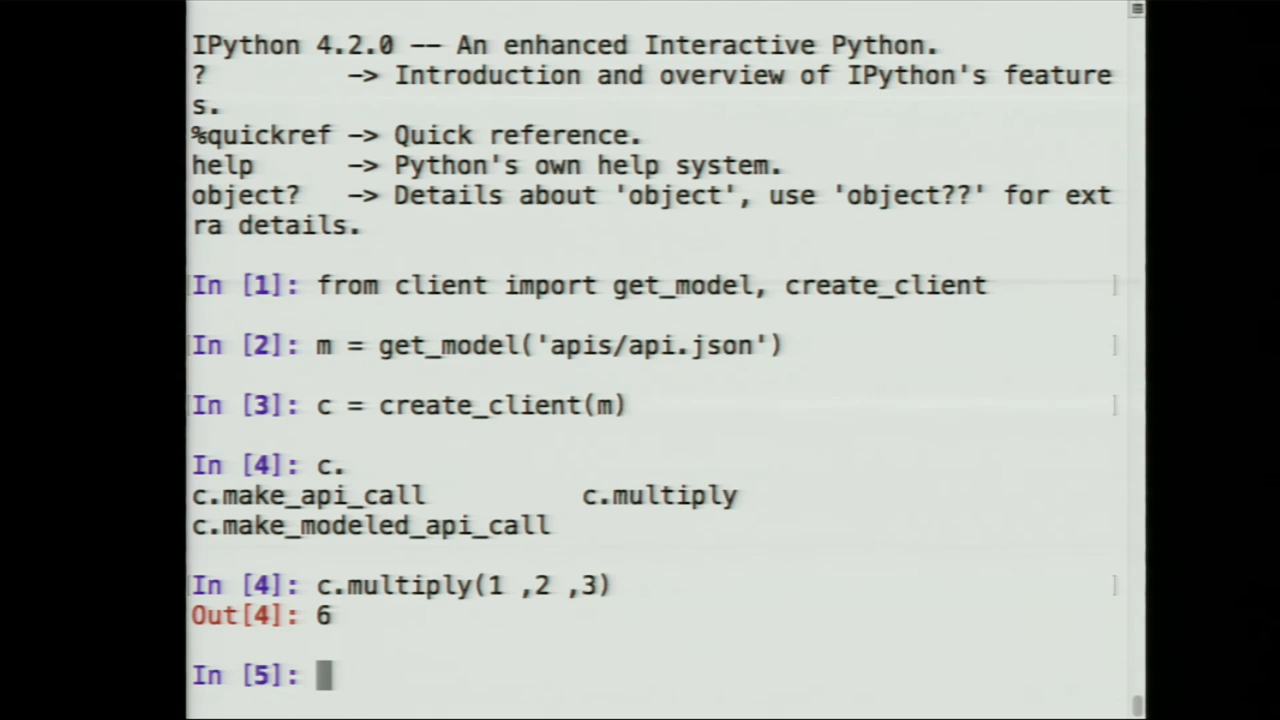 IPython 4.2.0 -- An enhanced Interactive Python.
?         -> Introduction and overview of IPython's feature
s.
%quickref -> Quick reference.
help      -> Python's own help system.
object?   -> Details about 'object', use 'object??' for ext
ra details.
In [1]: from client import get_model, create_client
In [2]: m = get_model('apis/api.json')
In [3]: c = create_client(m)
In [4]: c.
c.make_api_call          c.multiply
c.make_modeled_api_call
In [4]: c.multiply(1 ,2 ,3)
Out[4]: 6
In [5]: